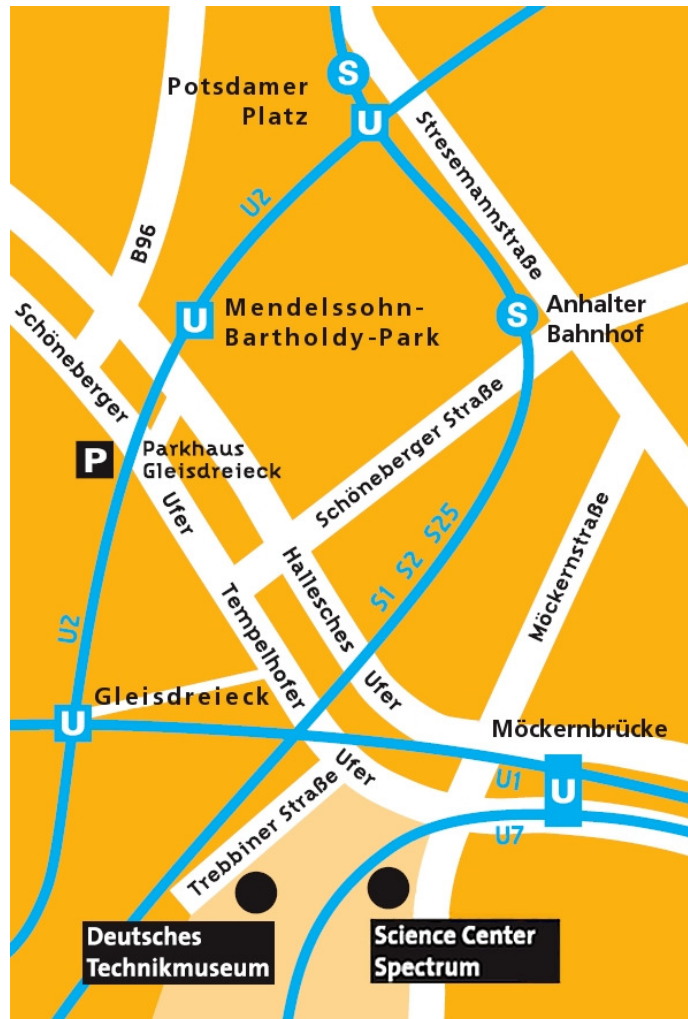 S
Potsdamer
Platz
U
Stresemannstraße
U2
B96
Schöneberger
U
Mendelssohn-
Bartholdy-Park
S
Anhalter
Bahnhof
P
Parkhaus
Gleisdreieck
Ufer
Schöneberger Straße
S1 S2 S25
Hallesches
Ufer
Möckernstraße
Tempelhofer
Ufer
U2
Gleisdreieck
U
Möckernbrücke
U1
U
U7
Trebbiner Straße
Deutsches
Technikmuseum
Science Center
Spectrum